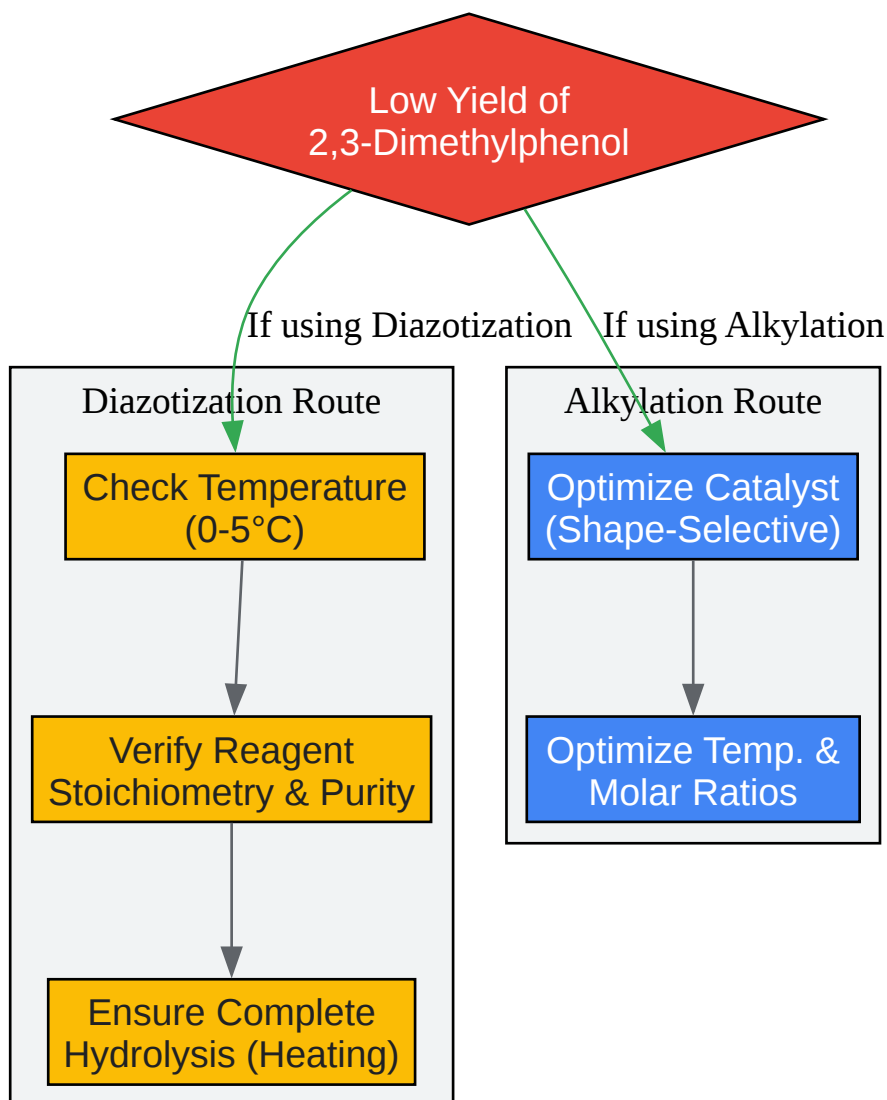 Low Yield of
2,3-Dimethylphenol
If using Diazotization
If using Alkylation
Diazotization Route
Check Temperature
(0-5°C)
Verify Reagent
Stoichiometry & Purity
Ensure Complete
Hydrolysis (Heating)
Alkylation Route
Optimize Catalyst
(Shape-Selective)
Optimize Temp. &
Molar Ratios